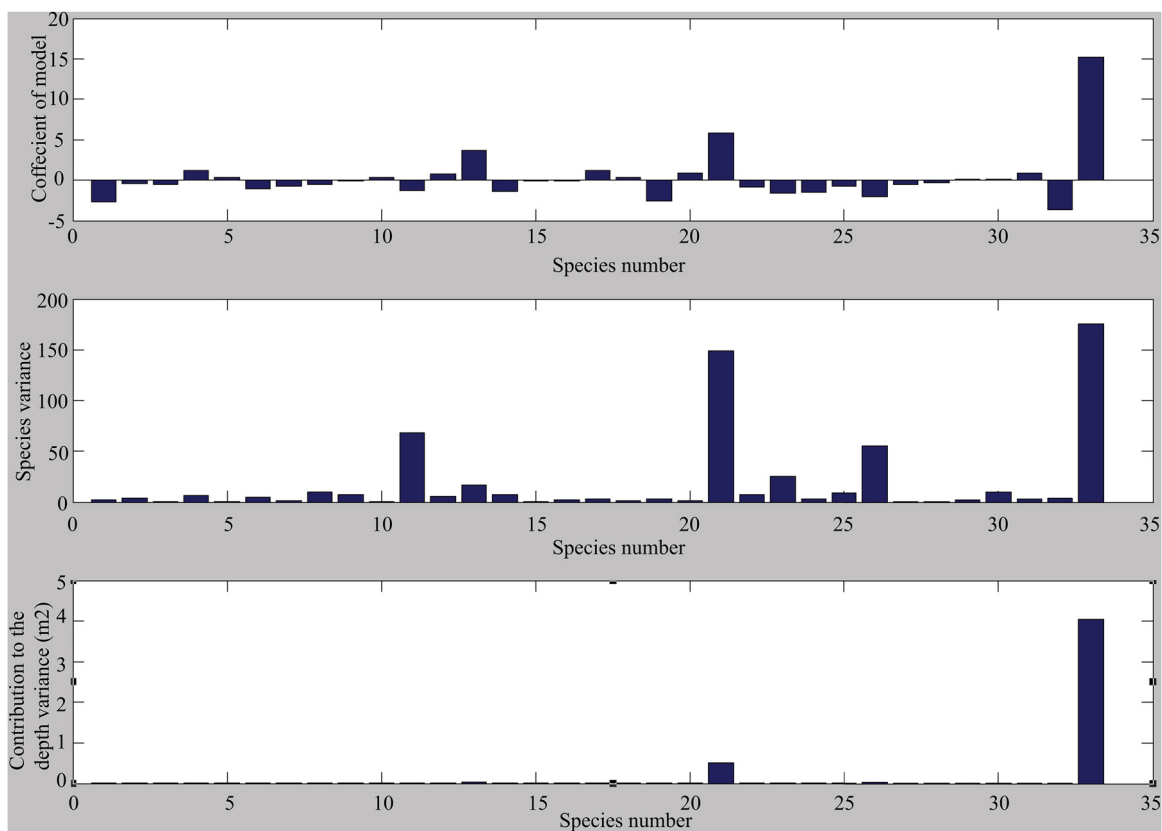 20
15
10
5
0
-5
Coffecient of model
0 5 10 15 20 25 30 35
Species number
200
150
100
50
0
Species variance
0 5 10 15 20 25 30 35
Species number
5
4
3
2
1
0
Contribution to the
depth variance (m2)
0 5 10 15 20 25 30 35
Species number